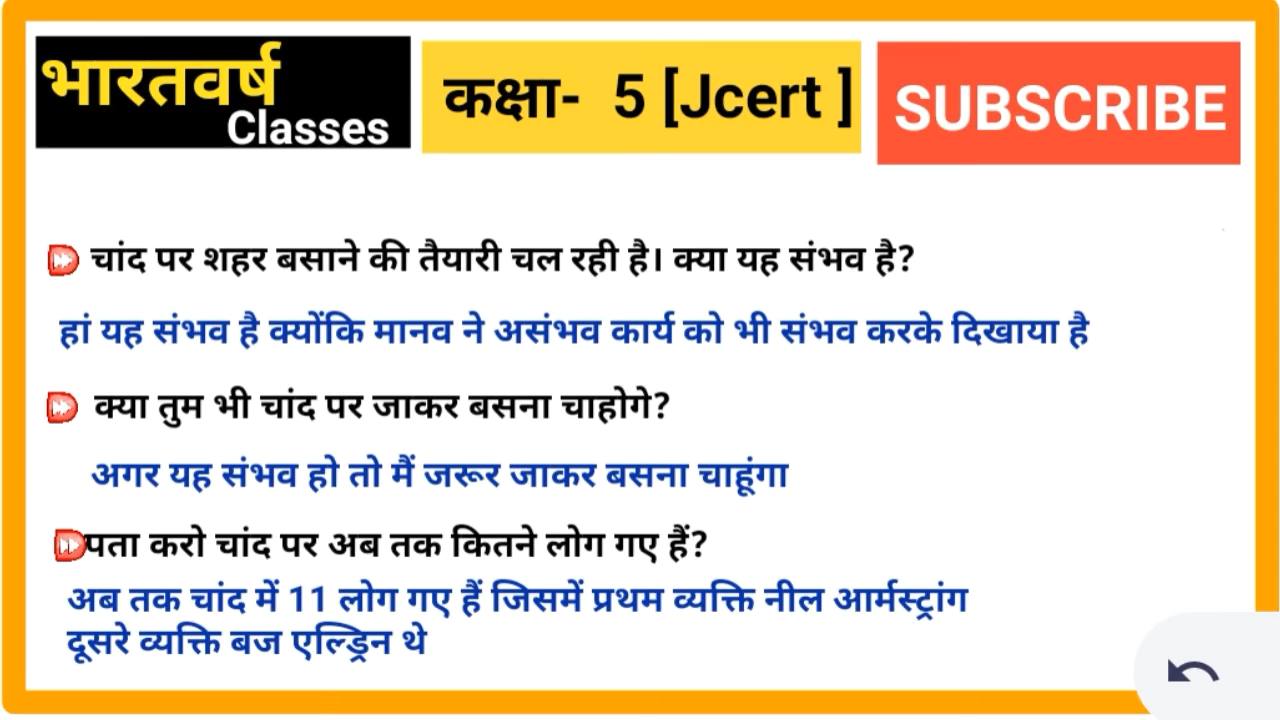 भारतवर्ष
Classes
कक्षा- 5 [Jcert ]
SUBSCRIBE
चांद पर शहर बसाने की तैयारी चल रही है। क्या यह संभव है?
हां यह संभव है क्योंकि मानव ने असंभव कार्य को भी संभव करके दिखाया है
क्या तुम भी चांद पर जाकर बसना चाहोगे?
अगर यह संभव हो तो मैं जरूर जाकर बसना चाहूंगा
पता करो चांद पर अब तक कितने लोग गए हैं?
अब तक चांद में 11 लोग गए हैं जिसमें प्रथम व्यक्ति नील आर्मस्ट्रांग
दूसरे व्यक्ति बज एल्ड्रिन थे